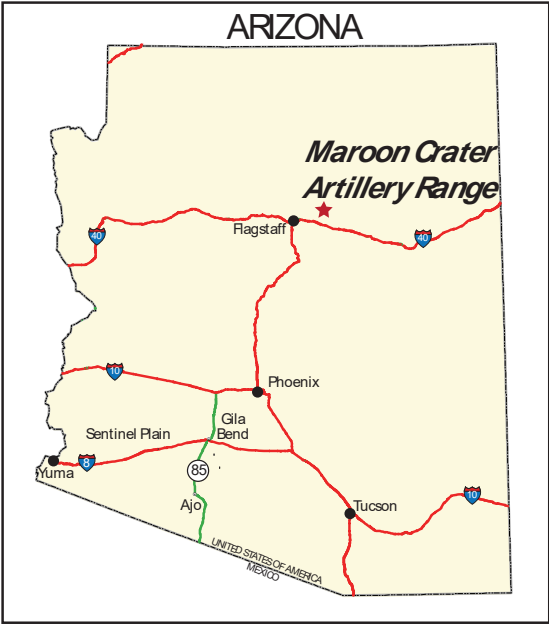 ARIZONA
Maroon Crater
Artillery Range
Flagstaff
40
40
10
Phoenix
Gila
Bend
Sentinel Plain
8
Yuma
85
Ajo
10
Tucson
UNITED STATES OF AMERICA
MEXICO